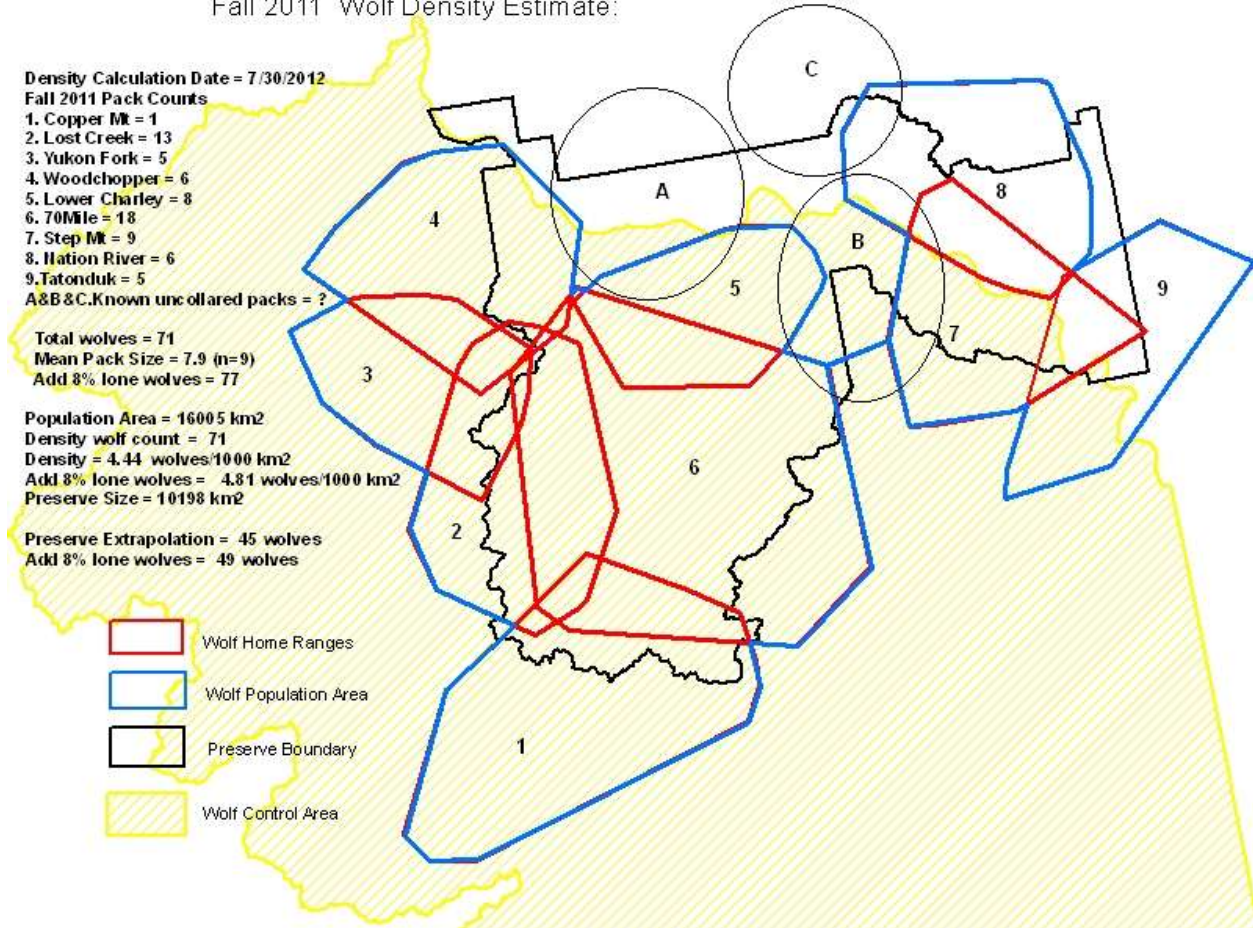 Fall 2011 Wolf Density Estimate:
Density Calculation Date = 7/30/2012
Fall 2011 Pack Counts
1. Copper Mt = 1
2. Lost Creek = 13
3. Yukon Fork = 5
4. Woodchopper = 6
5. Lower Charley = 8
6. 70Mile = 18
7. Step Mt = 9
8. Nation River = 6
9.Tatonduk = 5
A&B&C.Known uncollared packs = ?
Total wolves = 71
Mean Pack Size = 7.9 (n=9)
Add 8% lone wolves = 77
Population Area = 16005 km2
Density wolf count = 71
Density = 4.44 wolves/1000 km2
Add 8% lone wolves = 4.81 wolves/1000 km2
Preserve Size = 10198 km2
Preserve Extrapolation = 45 wolves
Add 8% lone wolves = 49 wolves
Wolf Home Ranges
Wolf Population Area
Preserve Boundary
Wolf Control Area
C
A
8
4
B
5
9
7
3
6
2
1